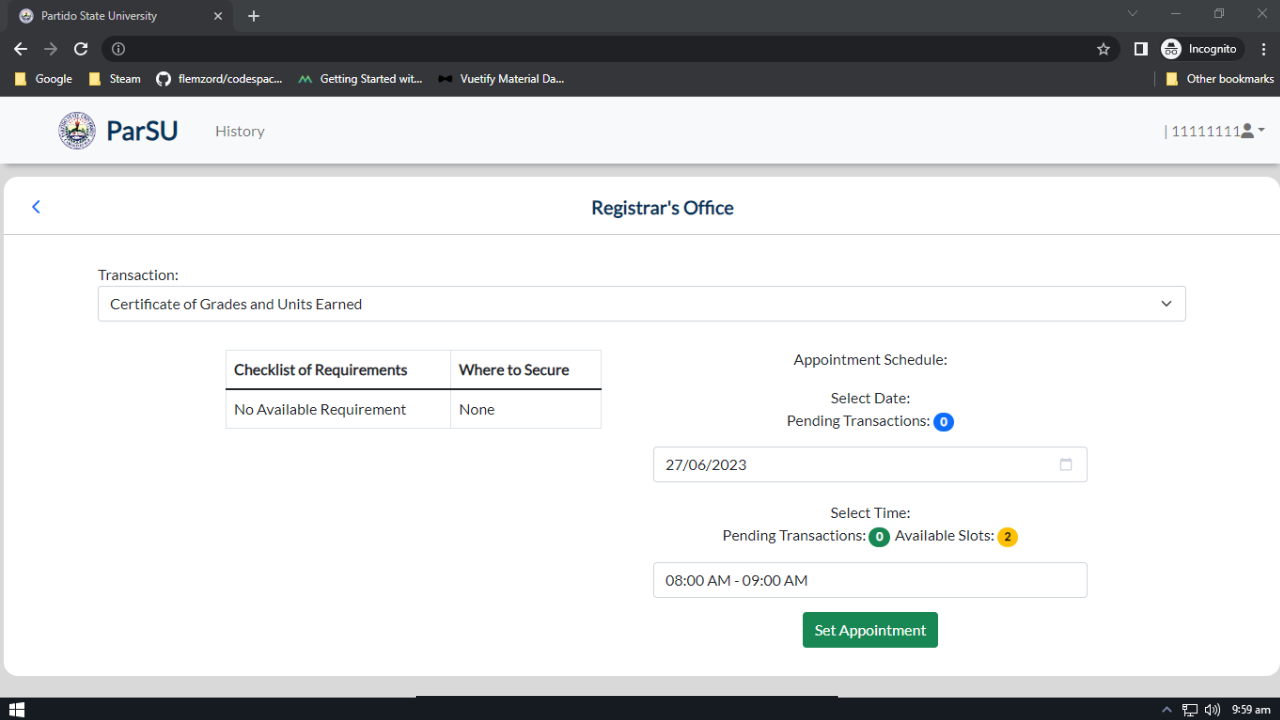 Partido State University
Incognito
Google
Steam
flemzord/codespac...
Getting Started wit...
Vuetify Material Da...
Other bookmarks
ParSU
History
| 11111111
Registrar's Office
Transaction:
Certificate of Grades and Units Earned
Checklist of Requirements Where to Secure
No Available Requirement None
Appointment Schedule:
Select Date:
Pending Transactions: 0
27/06/2023
Select Time:
Pending Transactions: 0 Available Slots: 2
08:00 AM - 09:00 AM
Set Appointment
9:59 am